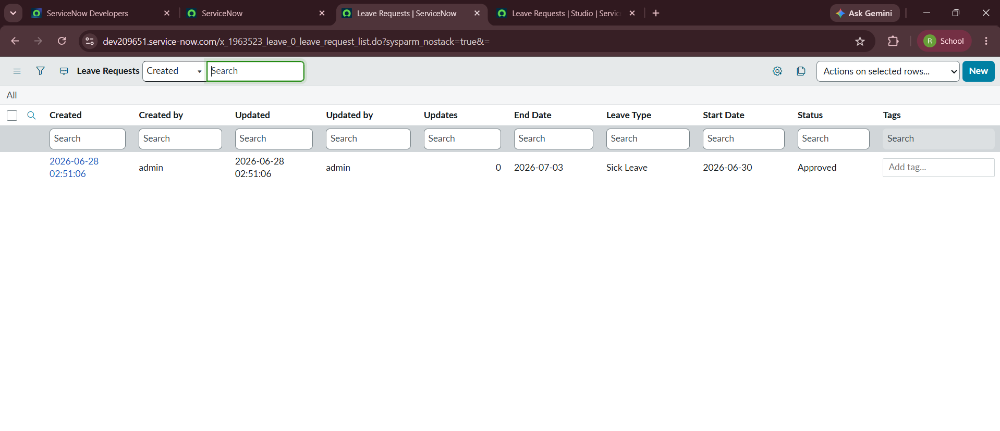 ServiceNow Developers
ServiceNow
Leave Requests | ServiceNow
Leave Requests | Studio | Servic
Ask Gemini
dev209651.service-now.com/x_1963523_leave_0_leave_request_list.do?sysparm_nostack=true&=
R School
Leave Requests Created Search
Actions on selected rows... New
All
Created Created by Updated Updated by Updates End Date Leave Type Start Date Status Tags
Search Search Search Search Search Search Search Search Search Search
2026-06-28 02:51:06 admin 2026-06-28 02:51:06 admin 0 2026-07-03 Sick Leave 2026-06-30 Approved Add tag...